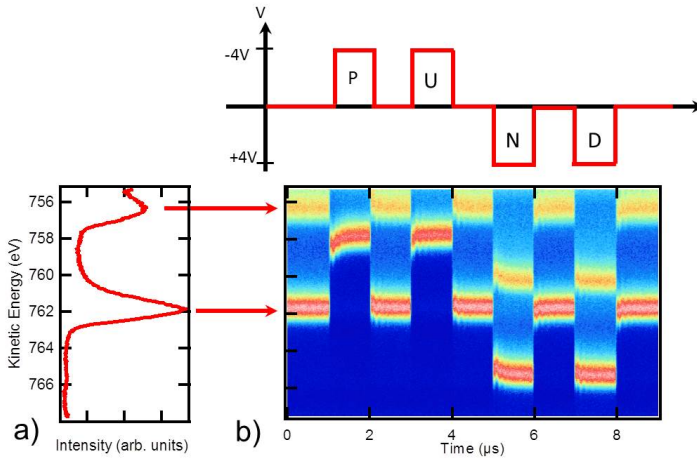 V
-4V
P
U
N
D
+4V
756
758
760
762
764
766
Kinetic Energy (eV)
a)
Intensity (arb. units)
b)
0
2
4
6
8
Time (µs)